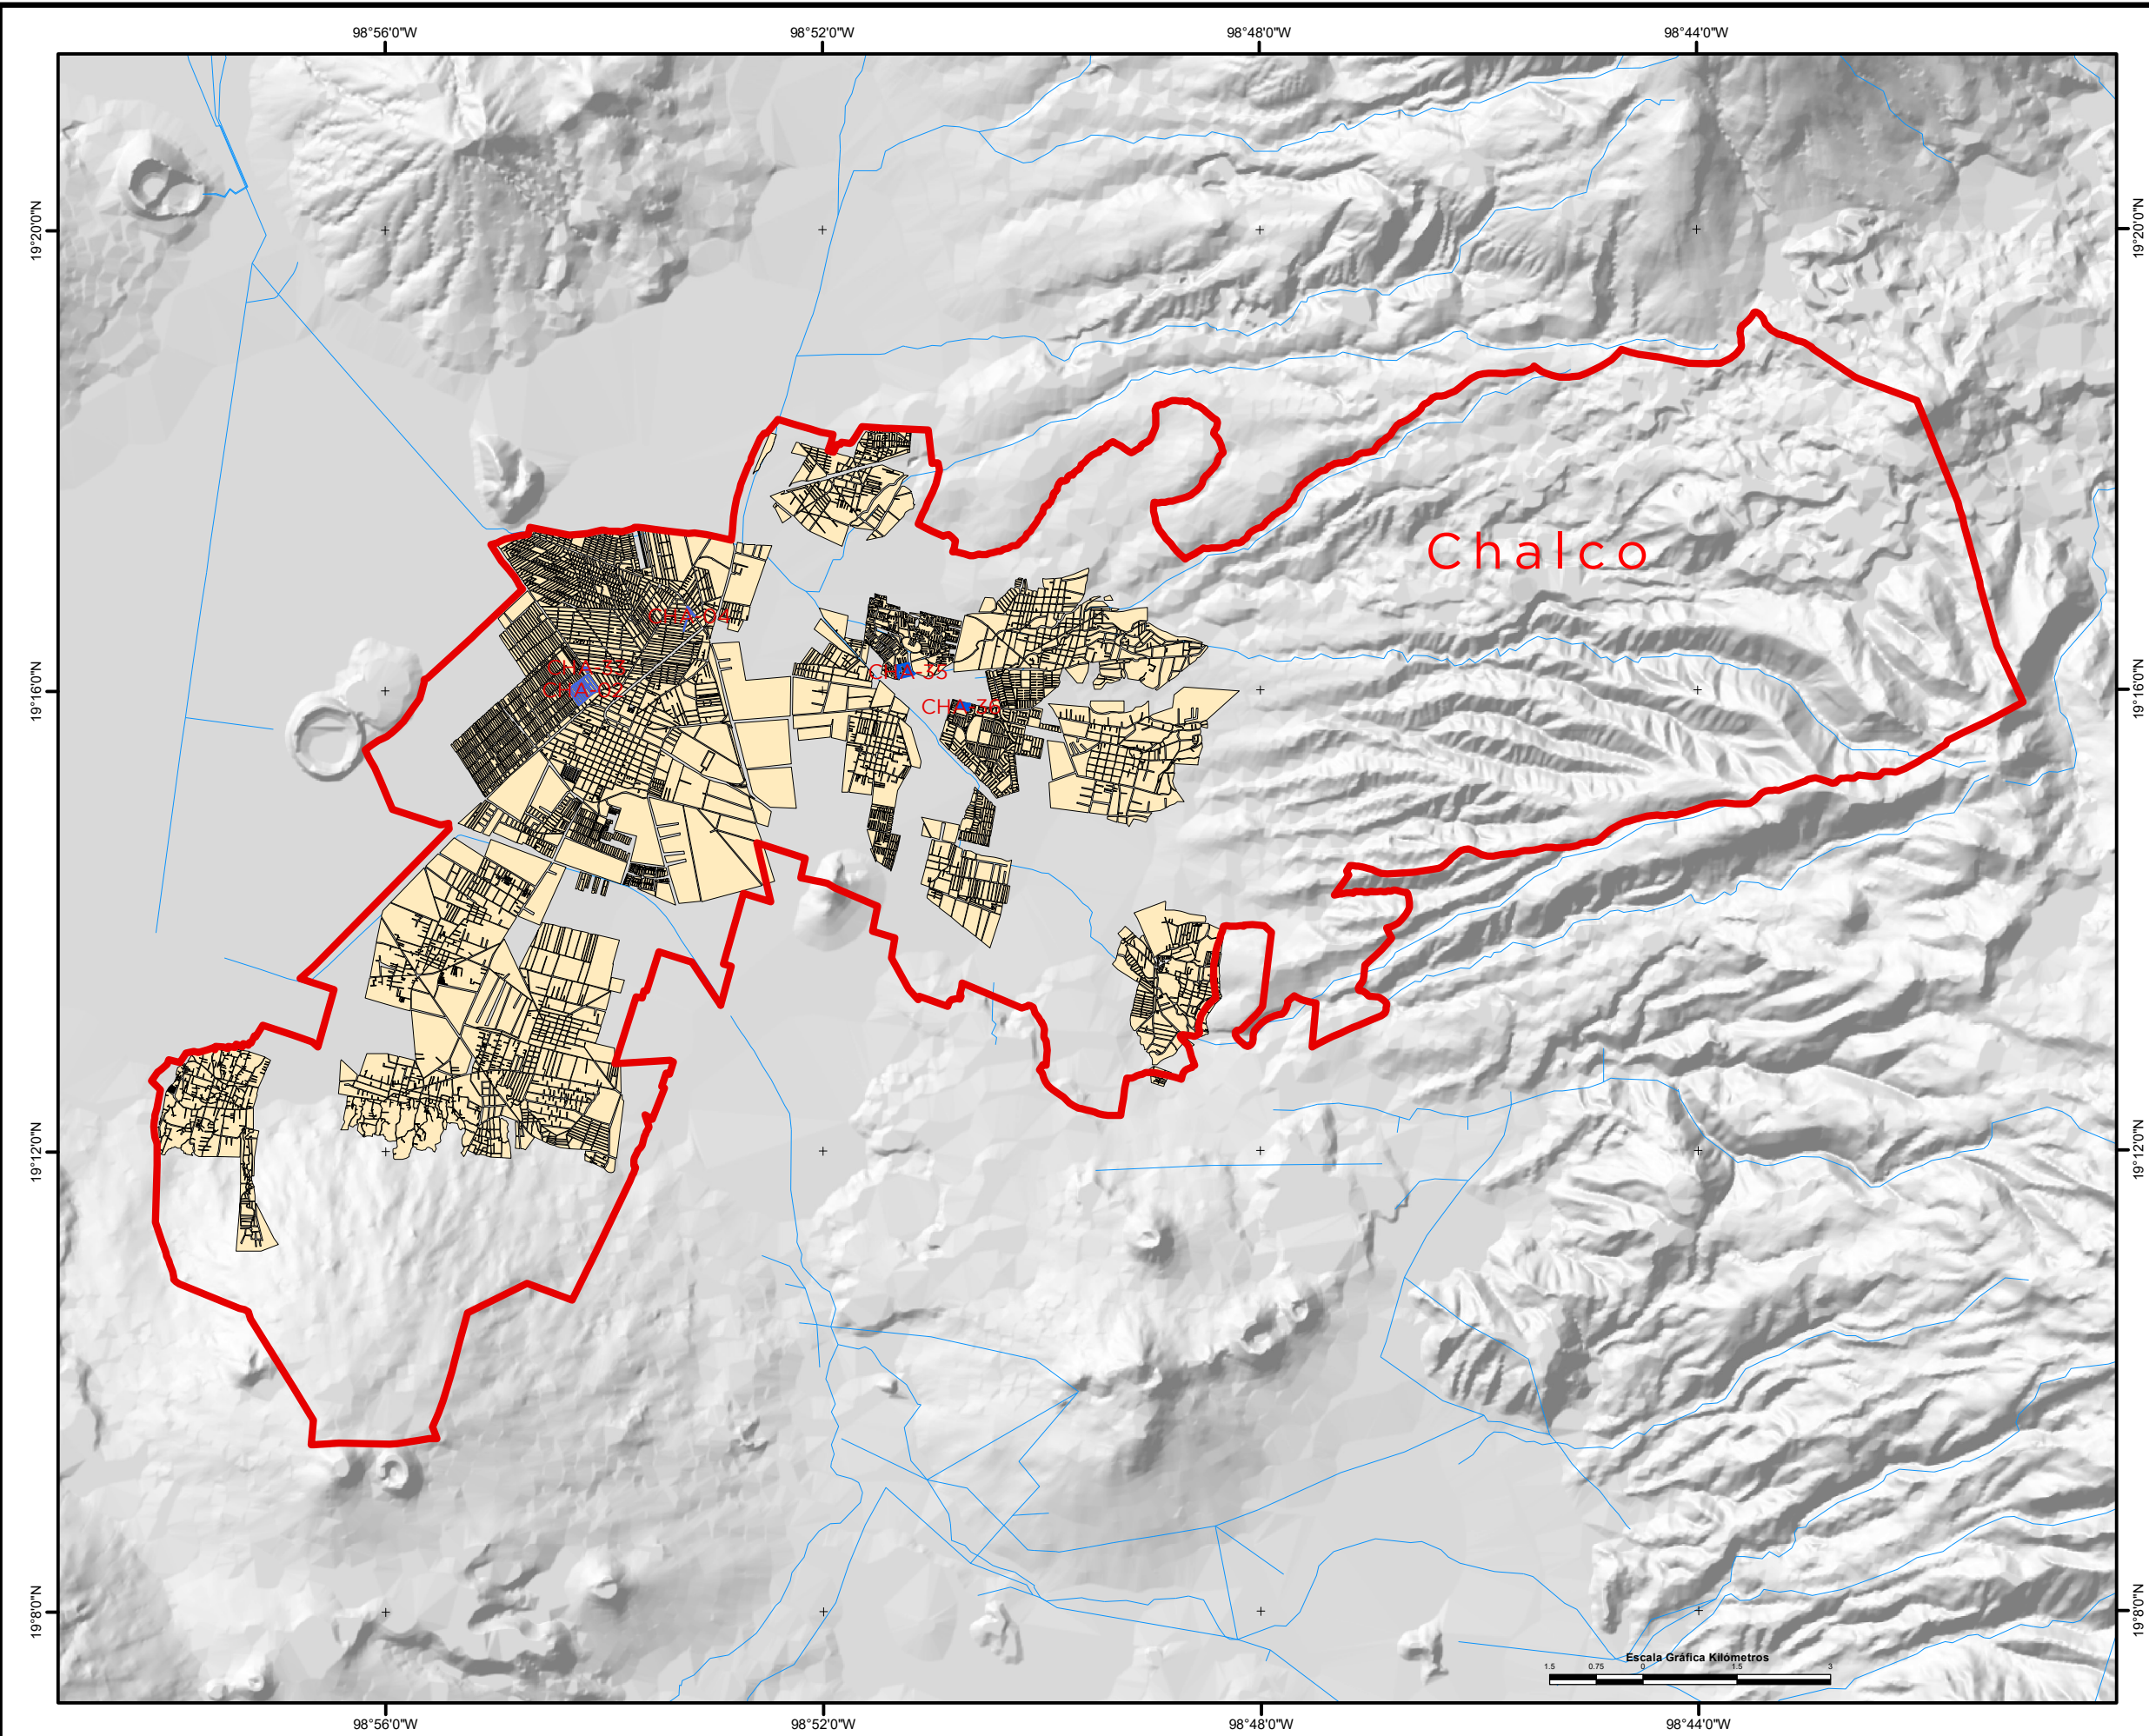 98°56'0"W 98°52'0"W 98°48'0"W 98°44'0"W
19°20'0"N 19°20'0"N
Chalco
CHA-04
CHA-33
CHA-35
CHA-02
CHA-36
19°16'0"N 19°16'0"N
19°12'0"N 19°12'0"N
19°8'0"N 19°8'0"N
Escala Gráfica Kilómetros
1.5 0.75 0 1.5 3
98°56'0"W 98°52'0"W 98°48'0"W 98°44'0"W